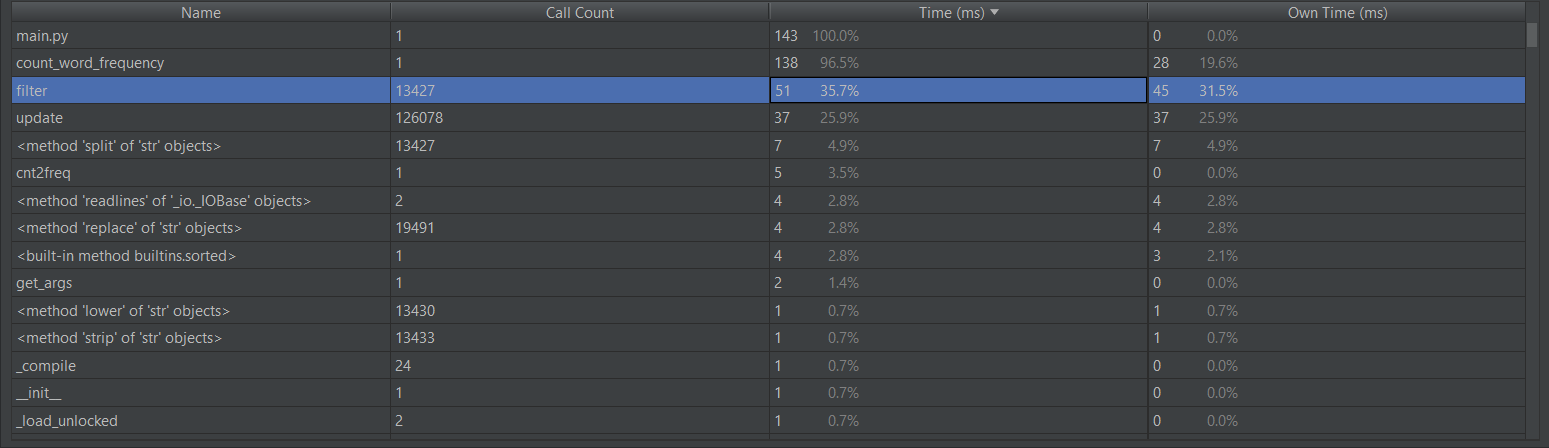 Name Call Count Time (ms) Own Time (ms)
main.py 1 143 100.0% 0 0.0%
count_word_frequency 1 138 96.5% 28 19.6%
filter 13427 51 35.7% 45 31.5%
update 126078 37 25.9% 37 25.9%
<method 'split' of 'str' objects> 13427 7 4.9% 7 4.9%
cnt2freq 1 5 3.5% 0 0.0%
<method 'readlines' of '_io._IOBase' objects> 2 4 2.8% 4 2.8%
<method 'replace' of 'str' objects> 19491 4 2.8% 4 2.8%
<built-in method builtins.sorted> 1 4 2.8% 3 2.1%
get_args 1 2 1.4% 0 0.0%
<method 'lower' of 'str' objects> 13430 1 0.7% 1 0.7%
<method 'strip' of 'str' objects> 13433 1 0.7% 1 0.7%
_compile 24 1 0.7% 0 0.0%
__init__ 1 1 0.7% 0 0.0%
_load_unlocked 2 1 0.7% 0 0.0%